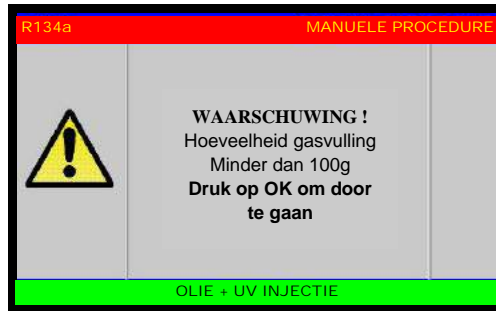 R134a MANUELE PROCEDURE
WAARSCHUWING !
Hoeveelheid gasvulling
Minder dan 100g
Druk op OK om door
te gaan
OLIE + UV INJECTIE